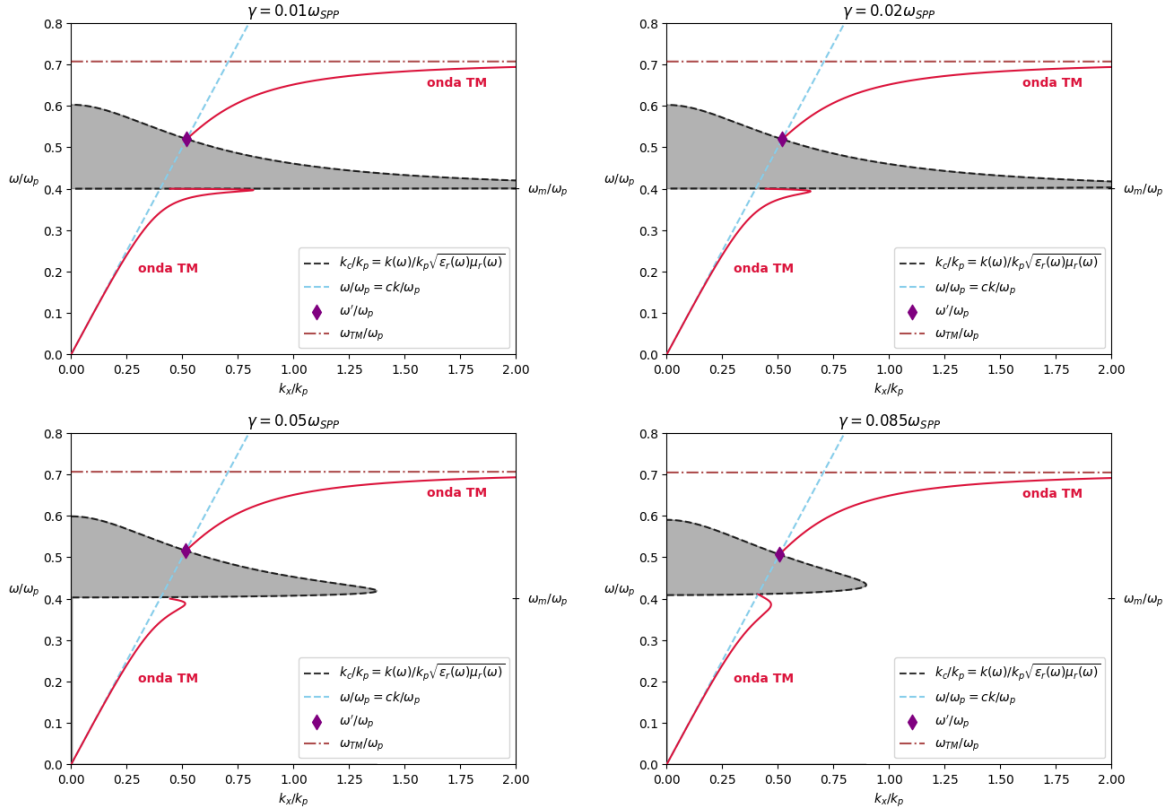 γ = 0.01ω_SPP
0.8
0.7
0.6
0.5
ω/ω_p
0.4
0.3
0.2
0.1
0.0
onda TM
onda TM
ω_m/ω_p
k_c/k_p = k(ω)/k_p√ε_r(ω)μ_r(ω)
ω/ω_p = ck/ω_p
ω'/ω_p
ω_TM/ω_p
0.00 0.25 0.50 0.75 1.00 1.25 1.50 1.75 2.00
k_x/k_p
γ = 0.02ω_SPP
0.8
0.7
0.6
0.5
ω/ω_p
0.4
0.3
0.2
0.1
0.0
onda TM
onda TM
ω_m/ω_p
k_c/k_p = k(ω)/k_p√ε_r(ω)μ_r(ω)
ω/ω_p = ck/ω_p
ω'/ω_p
ω_TM/ω_p
0.00 0.25 0.50 0.75 1.00 1.25 1.50 1.75 2.00
k_x/k_p
γ = 0.05ω_SPP
0.8
0.7
0.6
0.5
ω/ω_p
0.4
0.3
0.2
0.1
0.0
onda TM
onda TM
ω_m/ω_p
k_c/k_p = k(ω)/k_p√ε_r(ω)μ_r(ω)
ω/ω_p = ck/ω_p
ω'/ω_p
ω_TM/ω_p
0.00 0.25 0.50 0.75 1.00 1.25 1.50 1.75 2.00
k_x/k_p
γ = 0.085ω_SPP
0.8
0.7
0.6
0.5
ω/ω_p
0.4
0.3
0.2
0.1
0.0
onda TM
onda TM
ω_m/ω_p
k_c/k_p = k(ω)/k_p√ε_r(ω)μ_r(ω)
ω/ω_p = ck/ω_p
ω'/ω_p
ω_TM/ω_p
0.00 0.25 0.50 0.75 1.00 1.25 1.50 1.75 2.00
k_x/k_p